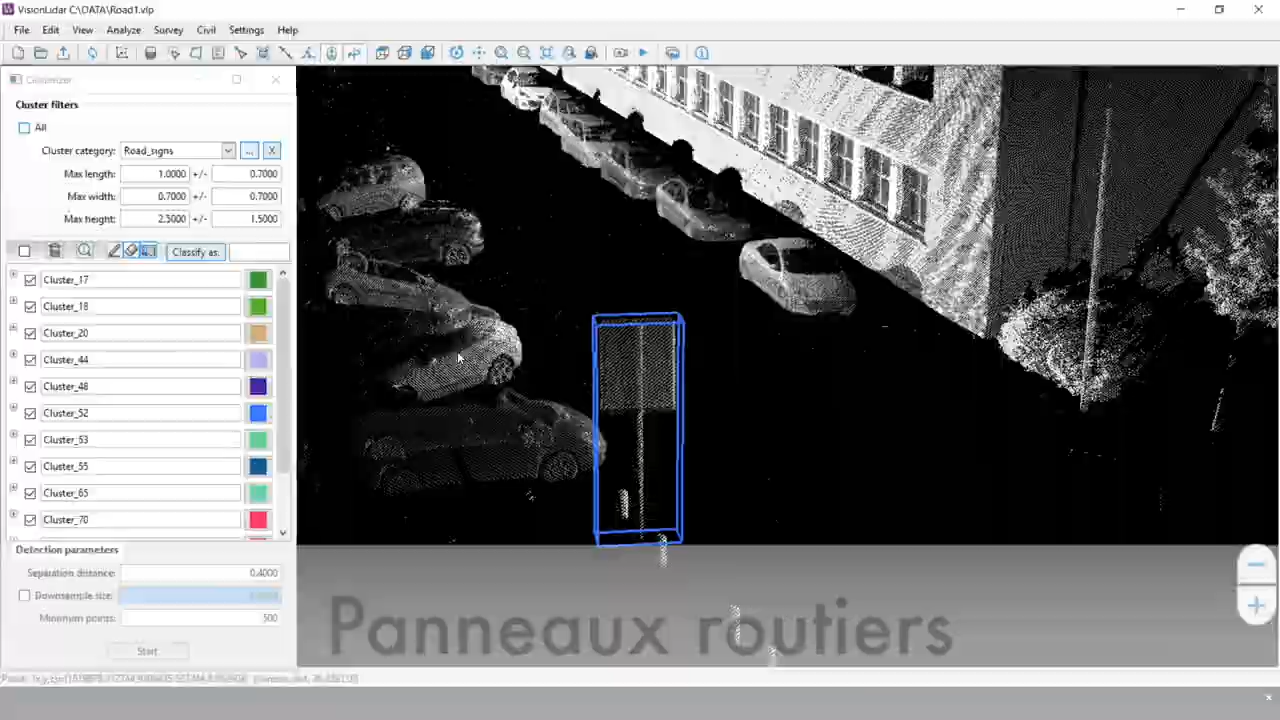 VisionLidar C:\DATA\Road1.vlp
File Edit View Analyze Survey Civil Settings Help
Clusterizer
Cluster filters
All
Cluster category: Road_signs ... X
Max length: 1.0000 +/- 0.7000
Max width: 0.7000 +/- 0.7000
Max height: 2.5000 +/- 1.5000
Classify as:
Cluster_17
Cluster_18
Cluster_20
Cluster_44
Cluster_48
Cluster_52
Cluster_53
Cluster_55
Cluster_65
Cluster_70
Detection parameters
Separation distance: 0.4000
Downsample size:
Minimum points: 500
Start
Panneaux routiers